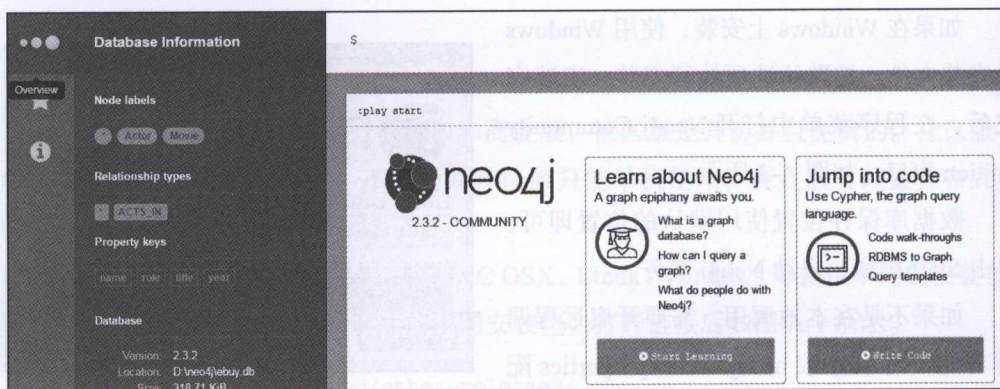 Database Information
$
Overview
Node labels
* Actor Movie
Relationship types
* ACTS_IN
Property keys
name role title year
Database
Version: 2.3.2
Location: D:\neo4j\ebuy.db
Size: 318.71 KiB
:play start
neo4j
2.3.2 - COMMUNITY
Learn about Neo4j
A graph epiphany awaits you.
What is a graph
database?
How can I query a
graph?
What do people do with
Neo4j?
Start Learning
Jump into code
Use Cypher, the graph query
language.
Code walk-throughs
RDBMS to Graph
Query templates
Write Code
如果在 Windows 上安装,使用 Windows